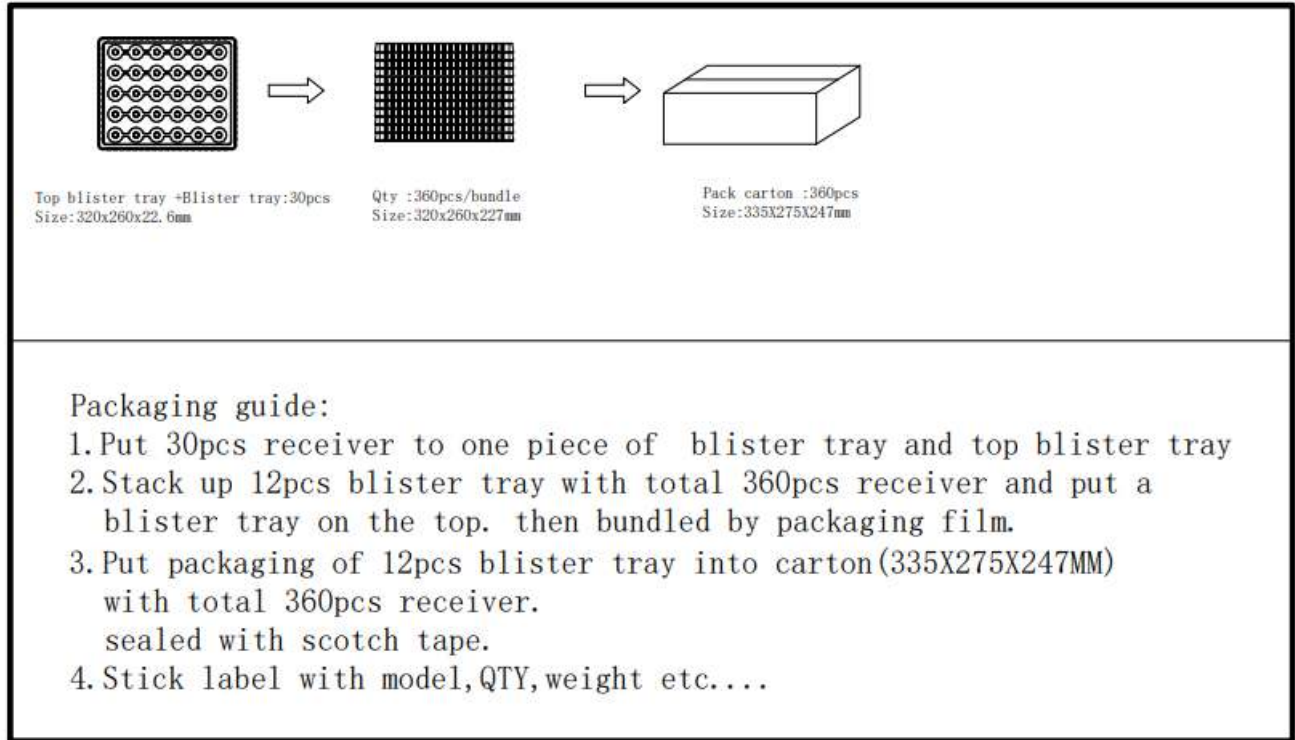 Top blister tray +Blister tray:30pcs
Size:320x260x22.6mm
Qty :360pcs/bundle
Size:320x260x227mm
Pack carton :360pcs
Size:335X275X247mm
Packaging guide:
1.Put 30pcs receiver to one piece of blister tray and top blister tray
2.Stack up 12pcs blister tray with total 360pcs receiver and put a
blister tray on the top. then bundled by packaging film.
3.Put packaging of 12pcs blister tray into carton(335X275X247MM)
with total 360pcs receiver.
sealed with scotch tape.
4.Stick label with model,QTY,weight etc....